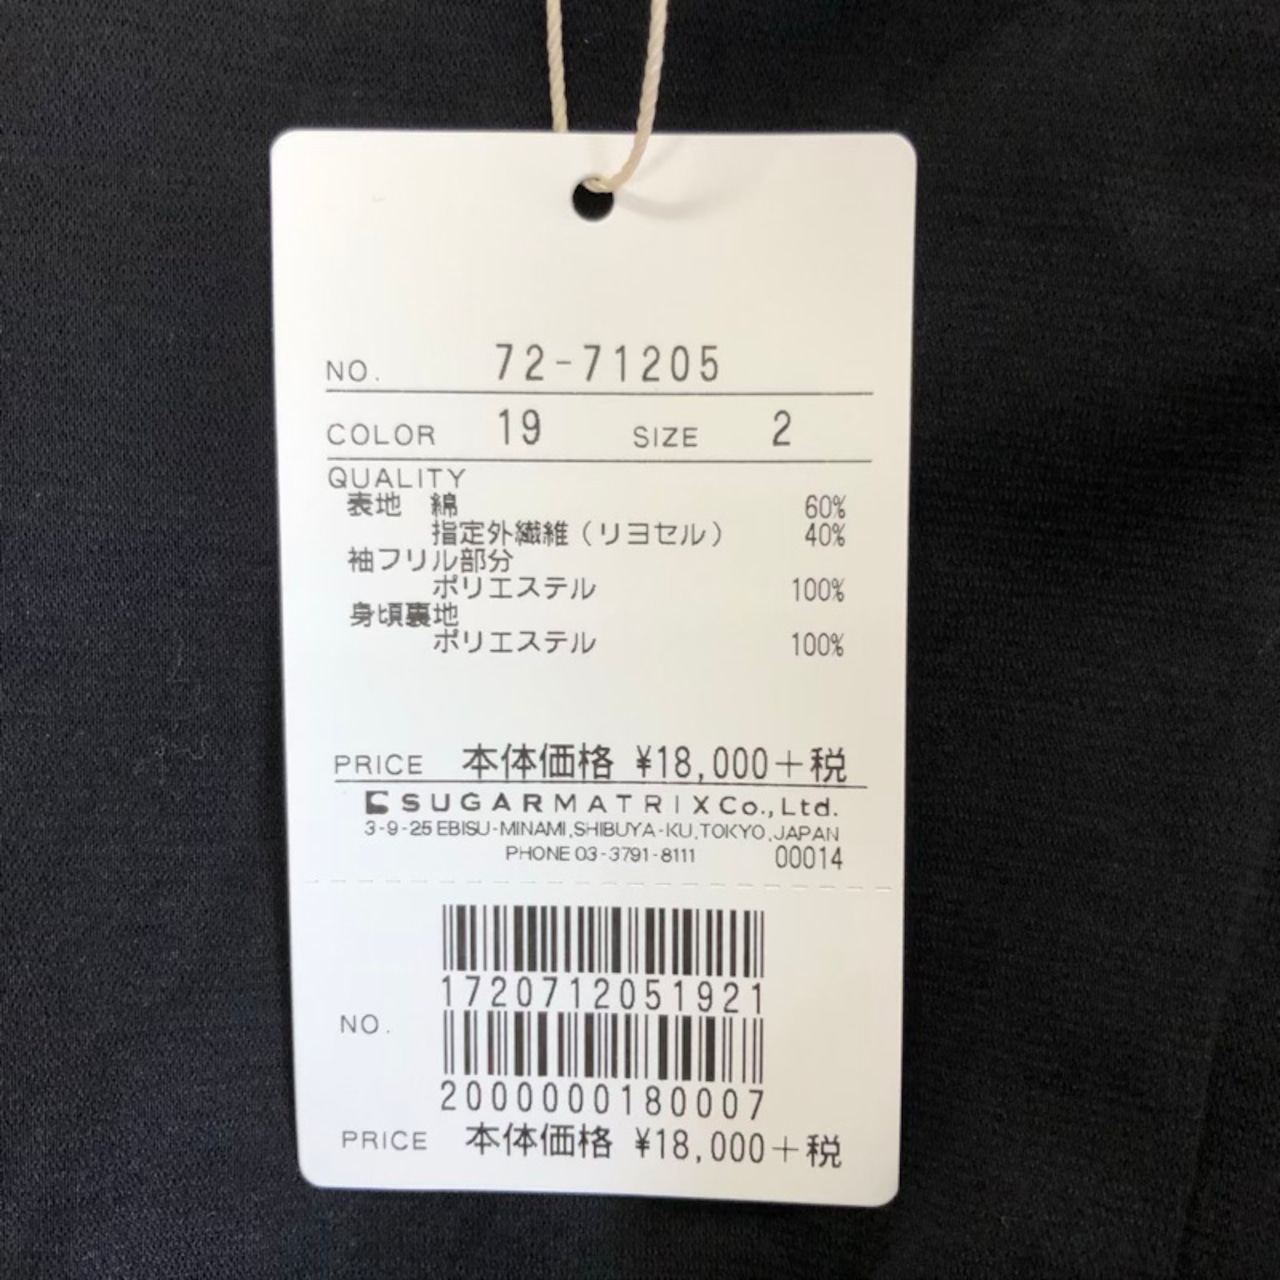 NO. 72-71205
COLOR 19 SIZE 2
QUALITY
表地 綿 60%
指定外繊維(リヨセル) 40%
袖フリル部分
ポリエステル 100%
身頃裏地
ポリエステル 100%
PRICE 本体価格 ¥18,000+税
SUGARMATRIX Co., Ltd.
3-9-25 EBISU-MINAMI, SHIBUYA-KU, TOKYO, JAPAN
PHONE 03-3791-8111 00014
1720712051921
NO.
2000000180007
PRICE 本体価格 ¥18,000+税